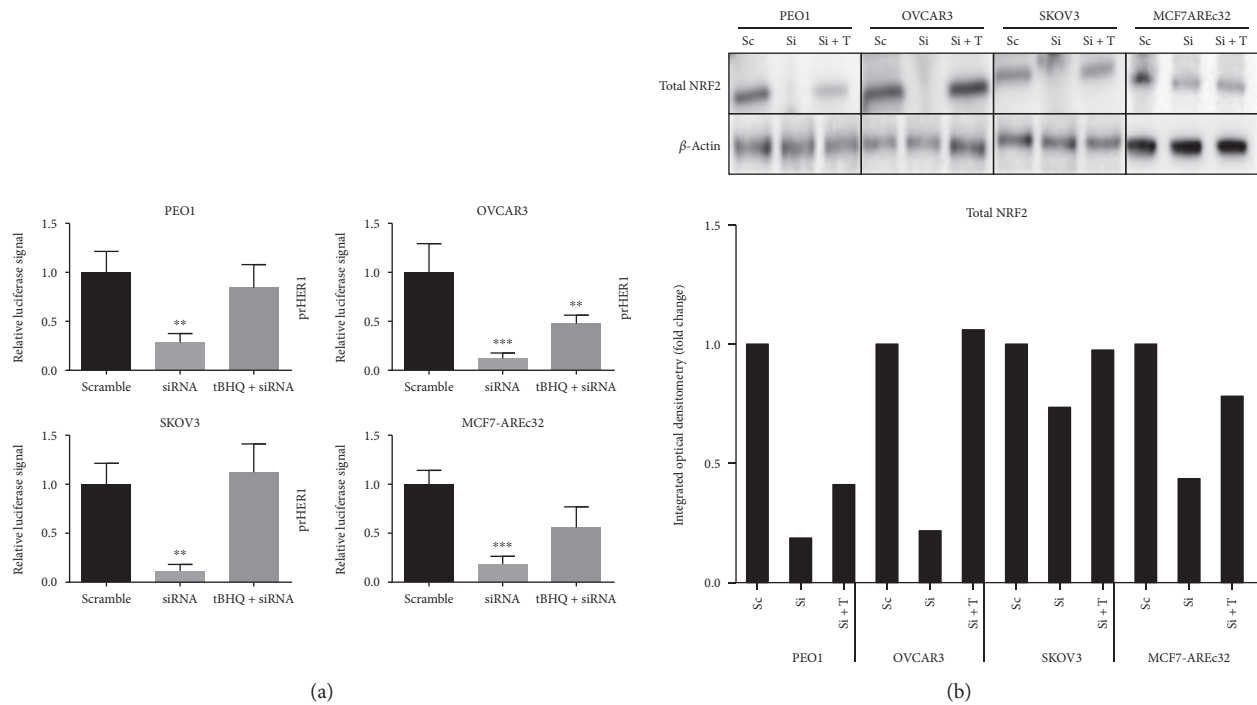 PEO1
Relative luciferase signal
1.5
1.0
0.5
0.0
**
Scramble siRNA tBHQ + siRNA
prHER1
OVCAR3
Relative luciferase signal
1.5
1.0
0.5
0.0
***
**
Scramble siRNA tBHQ + siRNA
prHER1
SKOV3
Relative luciferase signal
1.5
1.0
0.5
0.0
**
Scramble siRNA tBHQ + siRNA
prHER1
MCF7-AREc32
Relative luciferase signal
1.5
1.0
0.5
0.0
***
Scramble siRNA tBHQ + siRNA
(a)
PEO1 OVCAR3 SKOV3 MCF7AREc32
Sc Si Si + T Sc Si Si + T Sc Si Si + T Sc Si Si + T
Total NRF2
β-Actin
Total NRF2
Integrated optical densitometry (fold change)
1.5
1.0
0.5
0.0
Sc Si Si + T Sc Si Si + T Sc Si Si + T Sc Si Si + T
PEO1 OVCAR3 SKOV3 MCF7-AREc32
(b)